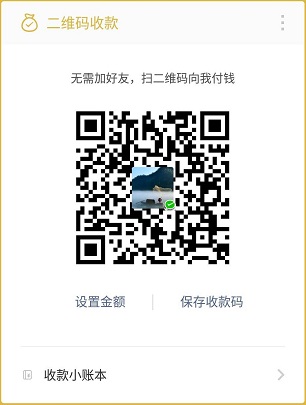 二维码收款
无需加好友，扫二维码向我付钱
设置金额
保存收款码
收款小账本